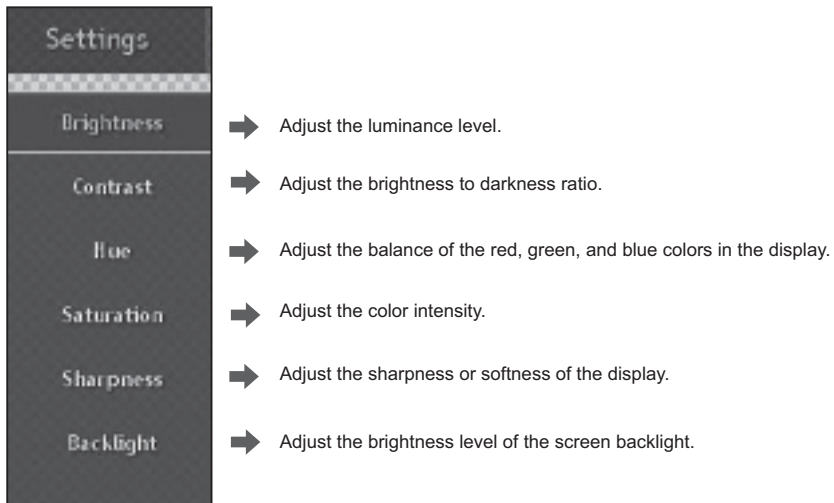 Settings
Brightness
Adjust the luminance level.
Contrast
Adjust the brightness to darkness ratio.
Hue
Adjust the balance of the red, green, and blue colors in the display.
Saturation
Adjust the color intensity.
Sharpness
Adjust the sharpness or softness of the display.
Backlight
Adjust the brightness level of the screen backlight.